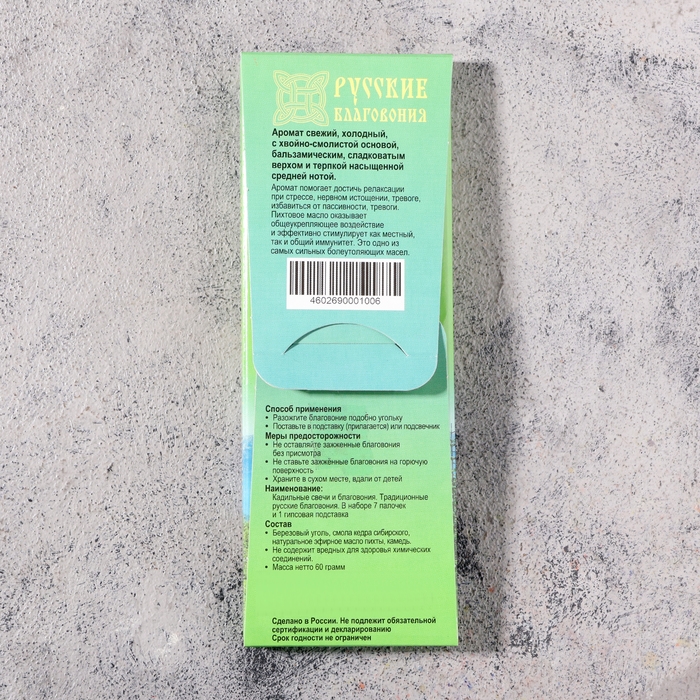 РУССКИЕ
БЛАГОВОНИЯ
Аромат свежий, холодный,
с хвойно-смолистой основой,
бальзамическим, сладковатым
верхом и терпкой насыщенной
средней нотой.
Аромат помогает достичь релаксации
при стрессе, нервном истощении, тревоге,
избавиться от пассивности, тревоги.
Пихтовое масло оказывает
общеукрепляющее воздействие
и эффективно стимулирует как местный,
так и общий иммунитет. Это одно из
самых сильных болеутоляющих масел.
4602690001006
Способ применения
• Разожгите благовоние подобно угольку
• Поставьте в подставку (прилагается) или подсвечник
Меры предосторожности
• Не оставляйте зажженные благовония
без присмотра
• Не ставьте зажжённые благовония на горючую
поверхность
• Храните в сухом месте, вдали от детей
Наименование:
Кадильные свечи и благовония. Традиционные
русские благовония. В наборе 7 палочек
и 1 гипсовая подставка
Состав
• Березовый уголь, смола кедра сибирского,
натуральное эфирное масло пихты, камедь.
• Не содержит вредных для здоровья химических
соединений.
• Масса нетто 60 грамм
Сделано в России. Не подлежит обязательной
сертификации и декларированию
Срок годности не ограничен